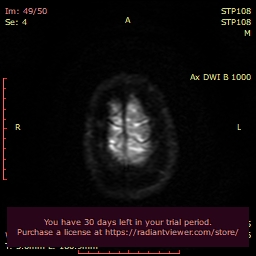 Im: 49/50
STP108
Se: 4
STP108
M
A
Ax DWI B 1000
R
L
You have 30 days left in your trial period.
Purchase a license at https://radiantviewer.com/store/